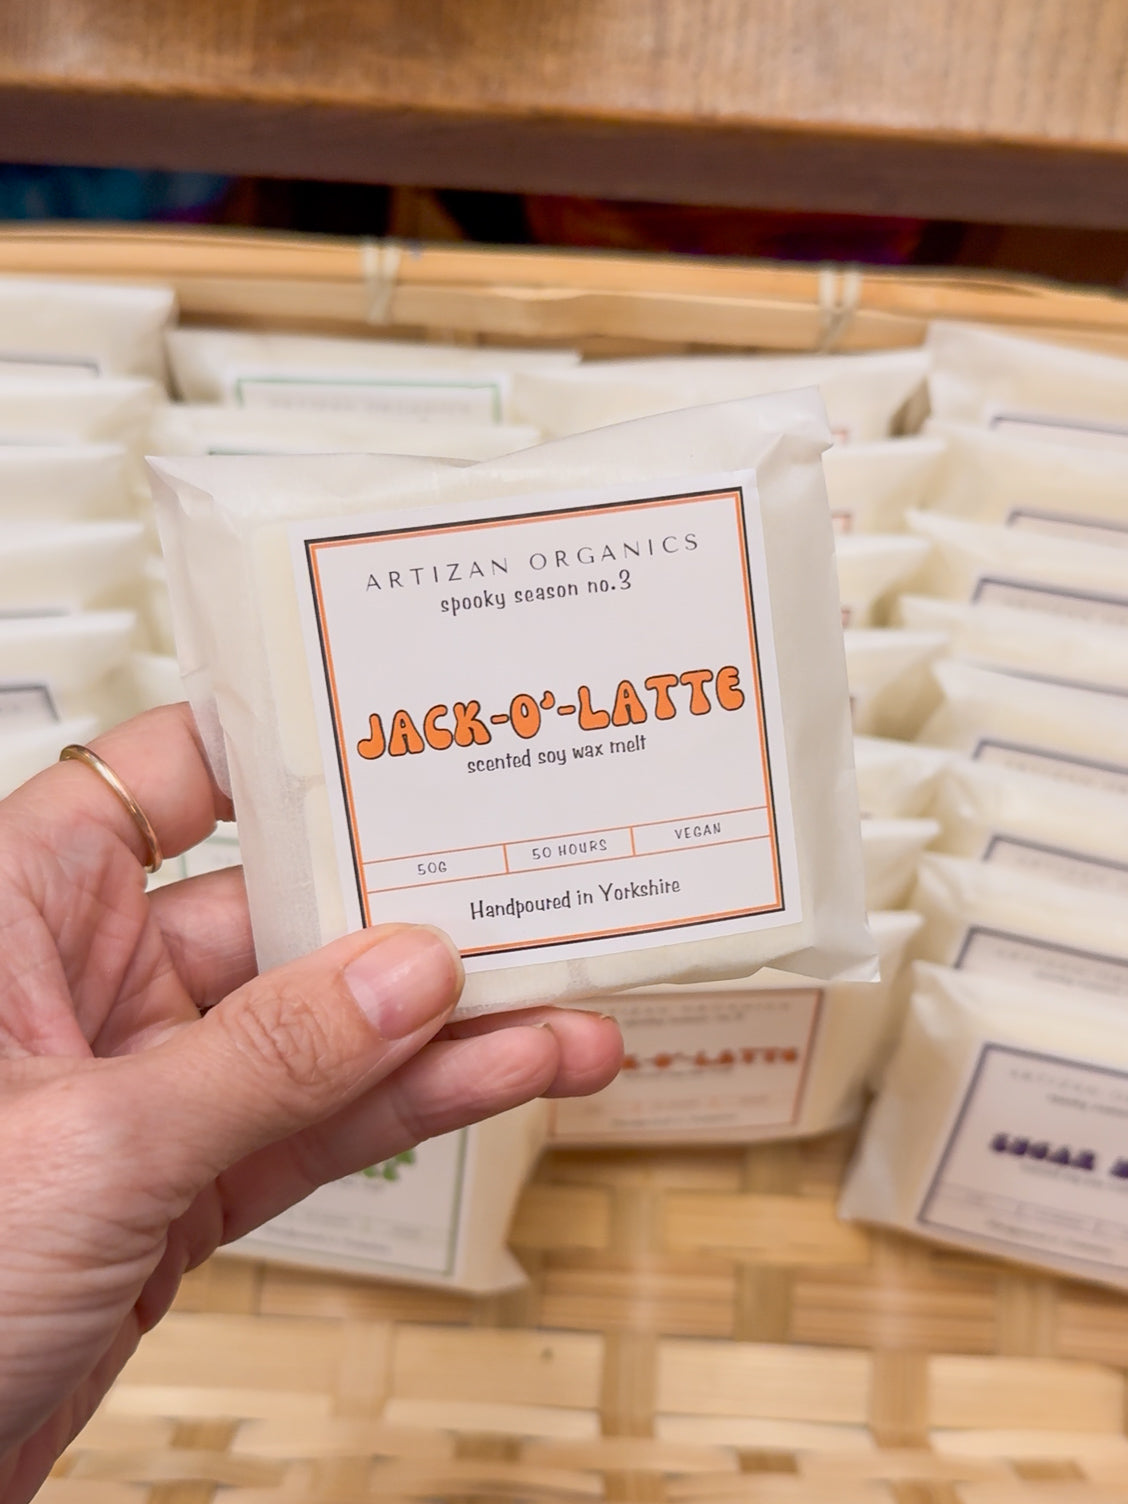 ARTIZAN ORGANICS
spooky season no.3
JACK-O'-LATTE
scented soy wax melt
50G
50 HOURS
VEGAN
Handpoured in Yorkshire
SUGAR